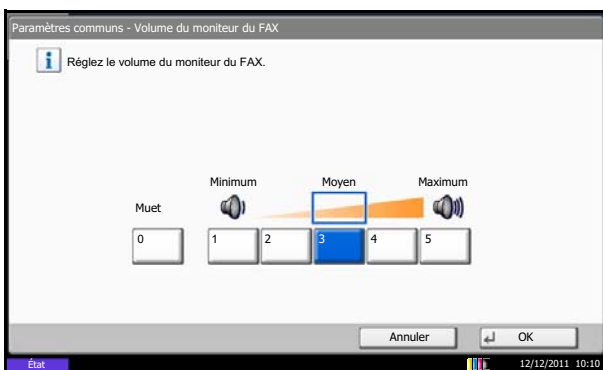 Paramètres communs - Volume du moniteur du FAX
Réglez le volume du moniteur du FAX.
Minimum Moyen Maximum
Muet
0 1 2 3 4 5
Annuler OK
État 12/12/2011 10:10